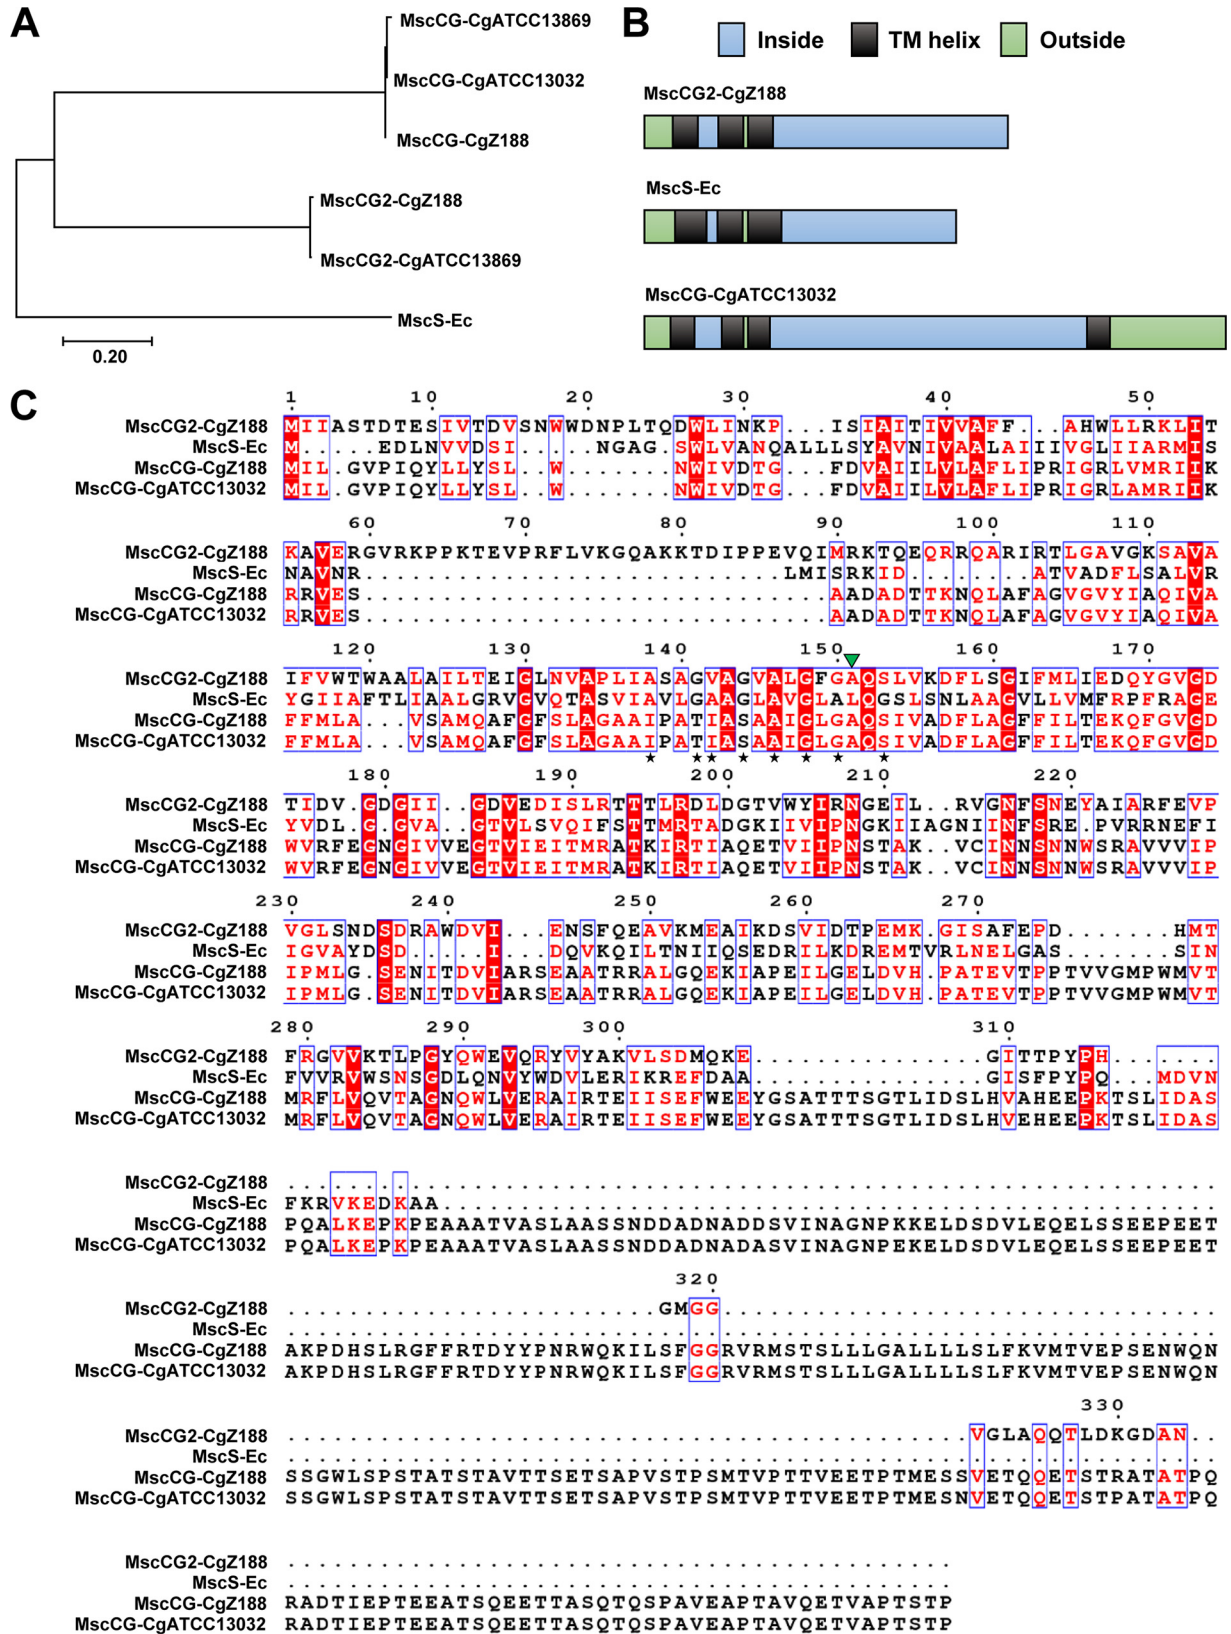 A
MscCG-CgATCC13869
MscCG-CgATCC13032
MscCG-CgZ188
MscCG2-CgZ188
MscCG2-CgATCC13869
MscS-Ec
0.20
B
Inside TM helix Outside
MscCG2-CgZ188
MscS-Ec
MscCG-CgATCC13032
C
1 10 20 30 40 50
MscCG2-CgZ188 MIIASTDTESIVTDVSNWWDNPLTQDWLINKP...ISIAITIVVAFF..AHWLLRKLIT
MscS-Ec M.....EDLNVVDSI.....NGAG.SWLVANQALLLSYAVNIVAALAIIIVGLIIARMIS
MscCG-CgZ188 MIL.GVPIQYLLYSL..W.......NWIVDTG...FDVAIILVLAFLIPRIGRLVMRIIK
MscCG-CgATCC13032 MIL.GVPIQYLLYSL..W.......NWIVDTG...FDVAIILVLAFLIPRIGRLAMRIIK
60 70 80 90 100 110
MscCG2-CgZ188 KAVERGVRKPPKTEVPRFLVKGQAKKTDIPPEVQIMRKTQEQRRQARIRTLGAVGKSAVA
MscS-Ec NAVNR...........................LMISRKID........ATVADFLSALVR
MscCG-CgZ188 RRVES..............................AADADTTKNQLAFAGVGVYIAQIVA
MscCG-CgATCC13032 RRVES..............................AADADTTKNQLAFAGVGVYIAQIVA
120 130 140 150 160 170
MscCG2-CgZ188 IFVWTWAALAILTEIGLNVAPLIASAGVAGVALGFGAQSLVKDFLSGIFMLIEDQYGVGD
MscS-Ec YGIIAFTLIAALGRVGVQTASVIAVLGAAGLAVGLALQGSLSNLAAGVLLVMFRPFRAGE
MscCG-CgZ188 FFMLA...VSAMQAFGFSLAGAAIPATIASAAIGLGAQSIVADFLAGFFILTEKQFGVGD
MscCG-CgATCC13032 FFMLA...VSAMQAFGFSLAGAAIPATIASAAIGLGAQSIVADFLAGFFILTEKQFGVGD
180 190 200 210 220
MscCG2-CgZ188 TIDV.GDGII..GDVEDISLRTTTLRDLDGTVWYIRNGEIL..RVGNFSNEYAIARFEVP
MscS-Ec YVDL.G.GVA..GTVLSVQIFSTTMRTADGKIIVIPNGKIIAGNIINFSRE.PVRRNEFI
MscCG-CgZ188 WVRFEGNGIVVEGTVIEITMRATKIRTIAQETVIIPNSTAK..VCINNSNNWSRAVVVIP
MscCG-CgATCC13032 WVRFEGNGIVVEGTVIEITMRATKIRTIAQETVIIPNSTAK..VCINNSNNWSRAVVVIP
230 240 250 260 270
MscCG2-CgZ188 VGLSNDSDRAWDVI...ENSFQEAVKMEAIKDSVIDTPEMK.GISAFEPD.......HMT
MscS-Ec IGVAYDSD.....I...DQVKQILTNIIQSEDRILKDREMTVRLNELGAS.......SIN
MscCG-CgZ188 IPMLG.SENITDVIARSEAATRRALGQEKIAPEILGELDVH.PATEVTPPTVVGMPWMVT
MscCG-CgATCC13032 IPMLG.SENITDVIARSEAATRRALGQEKIAPEILGELDVH.PATEVTPPTVVGMPWMVT
280 290 300 310
MscCG2-CgZ188 FRGVVKTLPGYQWEVQRYVYAKVLSDMQKE...............GITTPYPH.......
MscS-Ec FVVRVWSNSGDLQNVYWDVLERIKREFDAA...............GISFPYPQ...MDVN
MscCG-CgZ188 MRFLVQVTAGNQWLVERAIRTEIISEFWEEYGSATTTSGTLIDSLHVAHEEPKTSLIDAS
MscCG-CgATCC13032 MRFLVQVTAGNQWLVERAIRTEIISEFWEEYGSATTTSGTLIDSLHVEHEEPKTSLIDAS
MscCG2-CgZ188 ............................................................
MscS-Ec FKRVKEDKAA..................................................
MscCG-CgZ188 PQALKEPKPEAAATVASLAASSNDDADNADDSVINAGNPKKELDSDVLEQELSSEEPEET
MscCG-CgATCC13032 PQALKEPKPEAAATVASLAASSNDDADNADASVINAGNPEKELDSDVLEQELSSEEPEET
320
MscCG2-CgZ188 ........................GMGG................................
MscS-Ec ............................................................
MscCG-CgZ188 AKPDHSLRGFFRTDYYPNRWQKILSFGGRVRMSTSLLLGALLLLSLFKVMTVEPSENWQN
MscCG-CgATCC13032 AKPDHSLRGFFRTDYYPNRWQKILSFGGRVRMSTSLLLGALLLLSLFKVMTVEPSENWQN
330
MscCG2-CgZ188 ............................................VGLAQQTLDKGDAN..
MscS-Ec ............................................................
MscCG-CgZ188 SSGWLSPSTATSTAVTTSETSAPVSTPSMTVPTTVEETPTMESSVETQQETSTRATATPQ
MscCG-CgATCC13032 SSGWLSPSTATSTAVTTSETSAPVSTPSMTVPTTVEETPTMESNVETQQETSTPATATPQ
MscCG2-CgZ188 ...........................................
MscS-Ec ...........................................
MscCG-CgZ188 RADTIEPTEEATSQEETTASQTQSPAVEAPTAVQETVAPTSTP
MscCG-CgATCC13032 RADTIEPTEEATSQEETTASQTQSPAVEAPTAVQETVAPTSTP